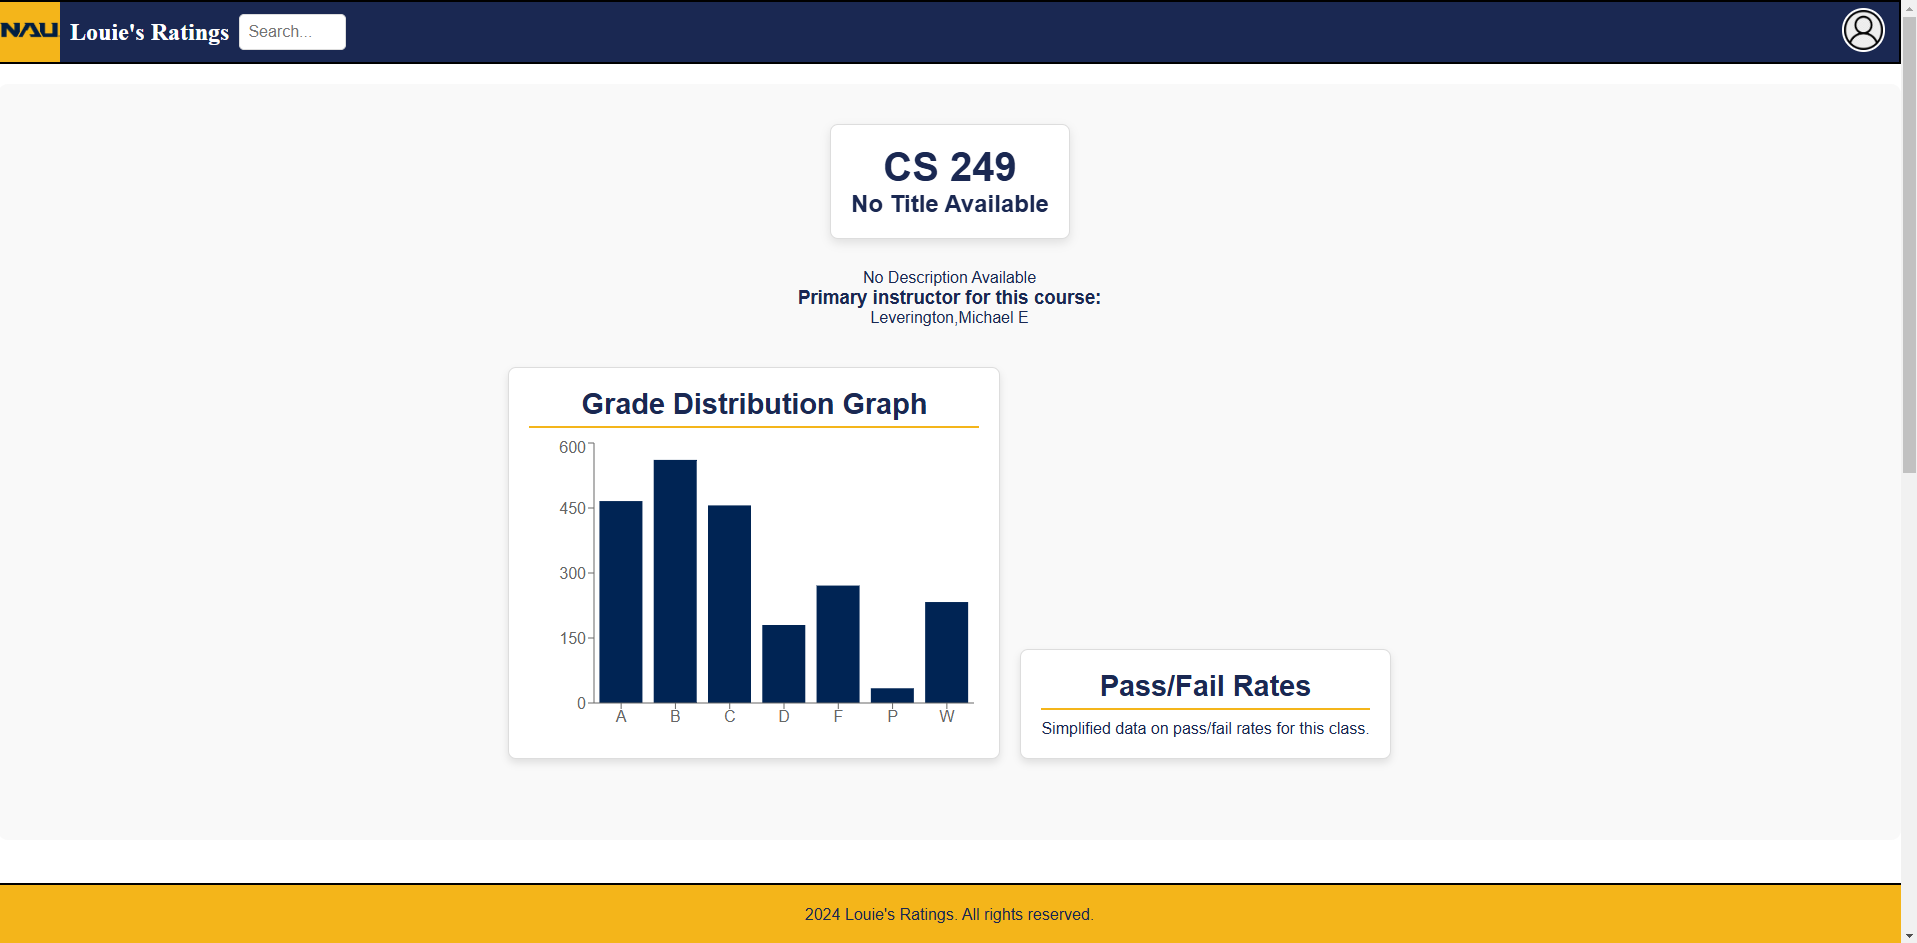 NAU
Louie's Ratings
Search...
CS 249
No Title Available
No Description Available
Primary instructor for this course:
Leverington,Michael E
Grade Distribution Graph
600
450
300
150
0
A B C D F P W
Pass/Fail Rates
Simplified data on pass/fail rates for this class.
2024 Louie's Ratings. All rights reserved.